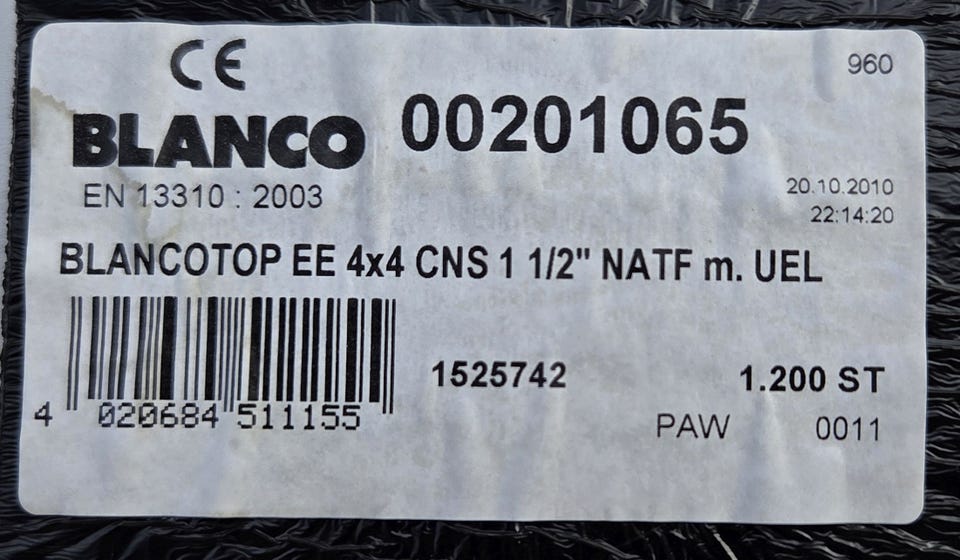 CE
960
BLANCO
00201065
EN 13310 : 2003
20.10.2010
22:14:20
BLANCOTOP EE 4x4 CNS 1 1/2" NATF m. UEL
1525742
1.200 ST
4 020684 511155
PAW 0011